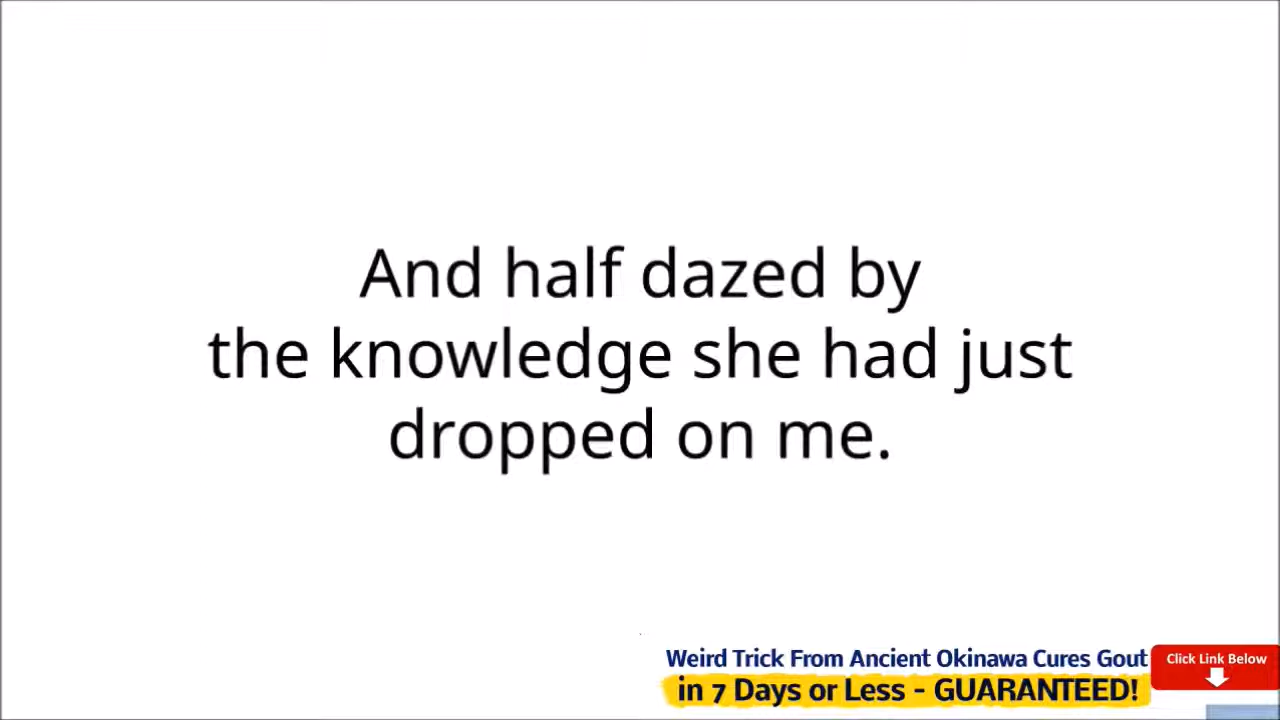 And half dazed by
the knowledge she had just
dropped on me.
Weird Trick From Ancient Okinawa Cures Gout
in 7 Days or Less - GUARANTEED!
Click Link Below